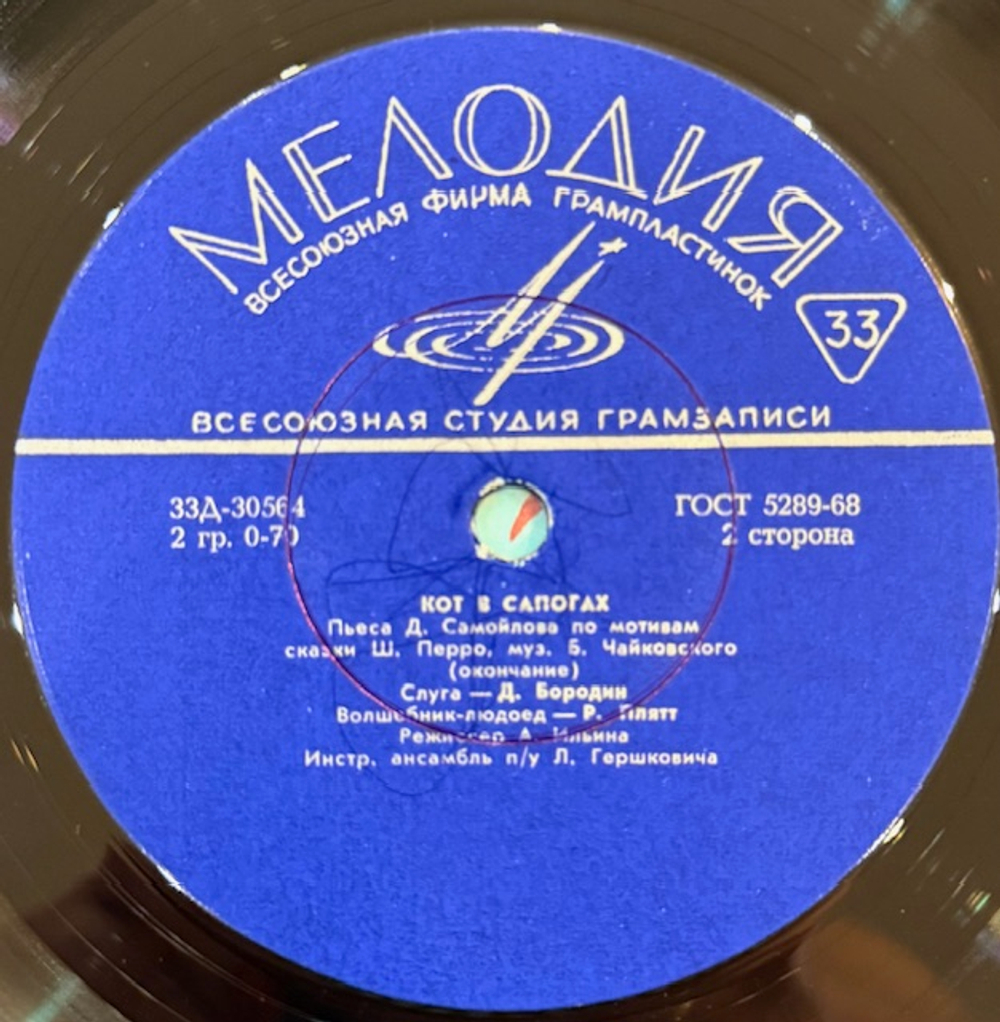 МЕЛОДИЯ
ВСЕСОЮЗНАЯ ФИРМА ГРАМПЛАСТИНОК
33
ВСЕСОЮЗНАЯ СТУДИЯ ГРАМЗАПИСИ
33Д-30564 ГОСТ 5289-68
2 гр. 0-70 2 сторона
КОТ В САПОГАХ
Пьеса Д. Самойлова по мотивам
сказки Ш. Перро, муз. Б. Чайковского
(окончание)
Слуга — Д. Бородин
Волшебник-людоед — Р. Плятт
Режиссер А. Ильина
Инстр. ансамбль п/у Л. Гершковича